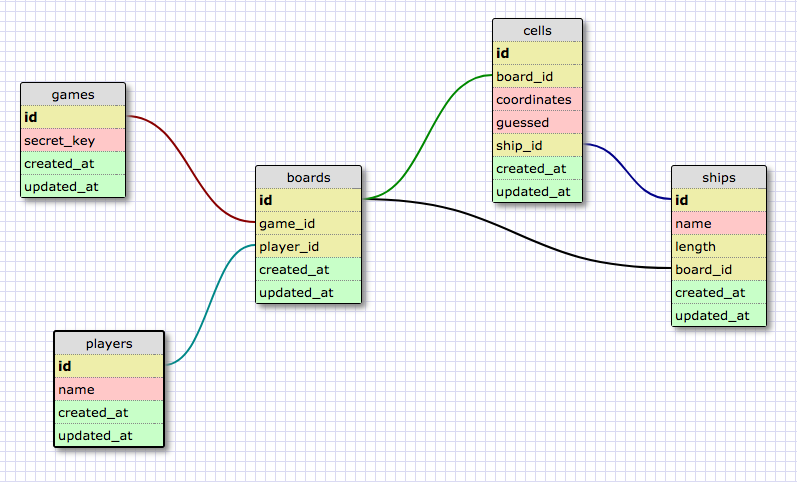 games
id
secret_key
created_at
updated_at
players
id
name
created_at
updated_at
boards
id
game_id
player_id
created_at
updated_at
cells
id
board_id
coordinates
guessed
ship_id
created_at
updated_at
ships
id
name
length
board_id
created_at
updated_at